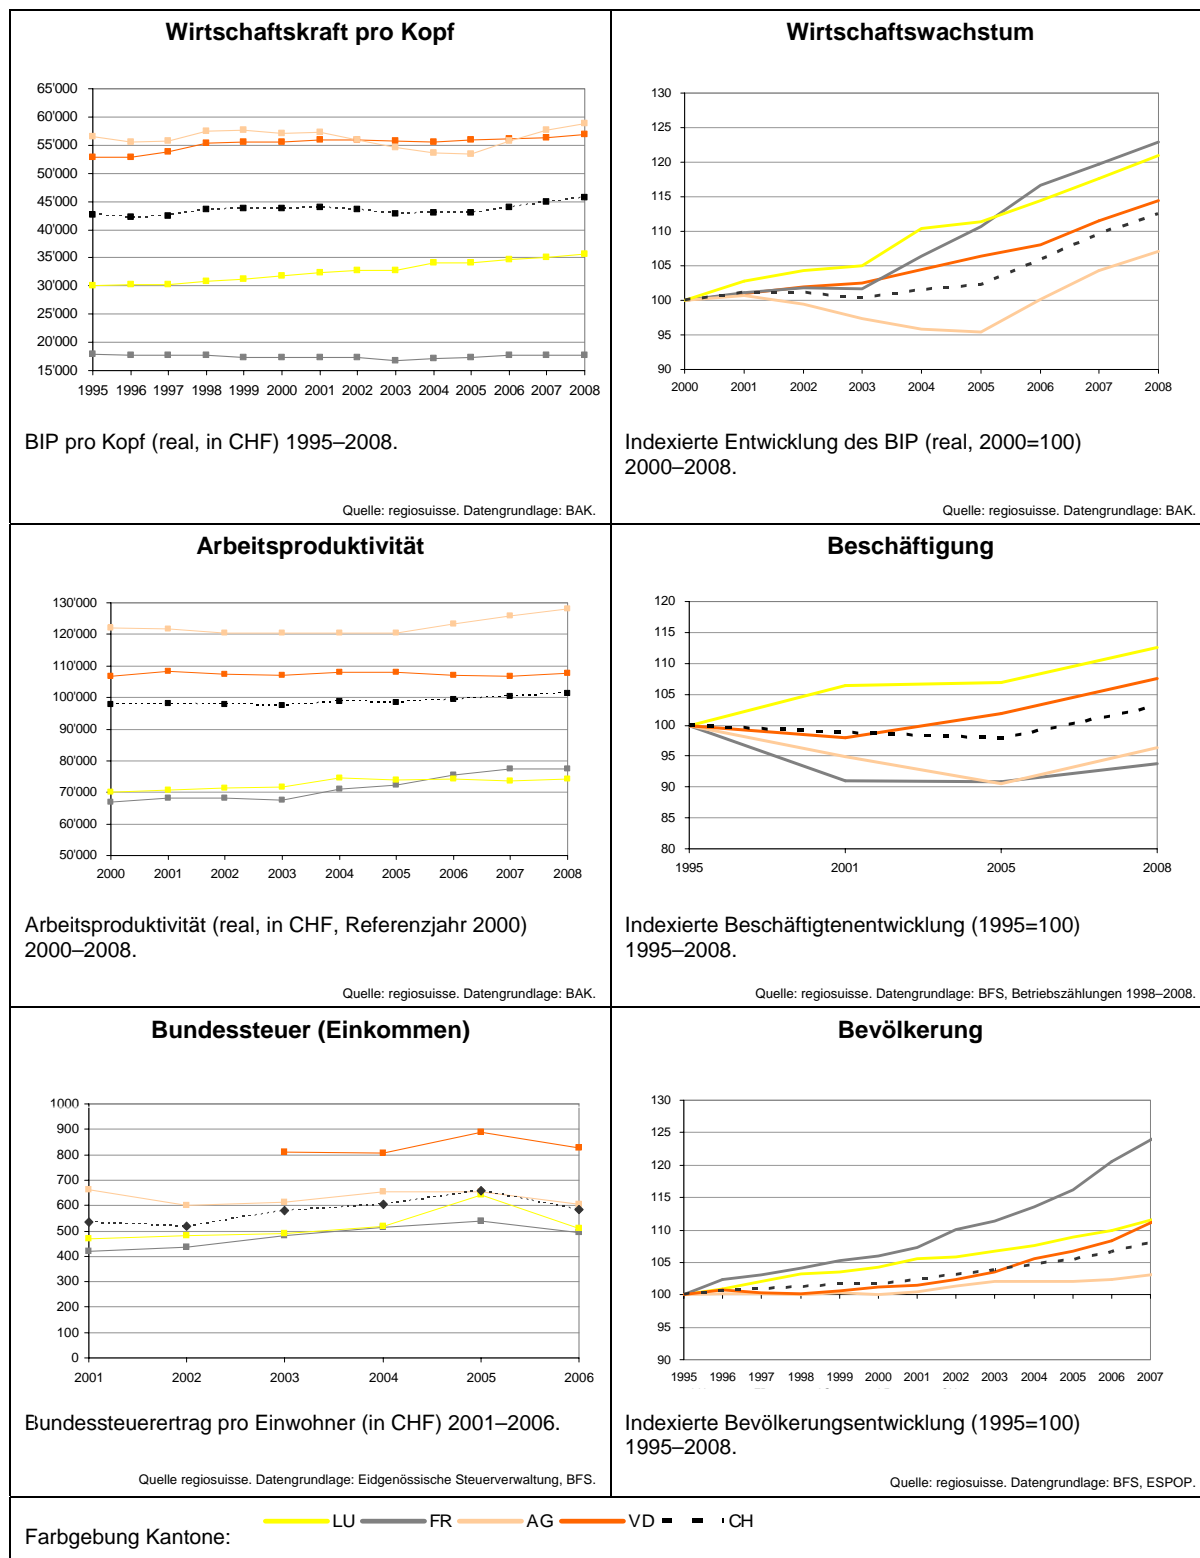 Wirtschaftskraft pro Kopf
65'000
60'000
55'000
50'000
45'000
40'000
35'000
30'000
25'000
20'000
15'000
1995 1996 1997 1998 1999 2000 2001 2002 2003 2004 2005 2006 2007 2008
BIP pro Kopf (real, in CHF) 1995–2008.
Quelle: regiosuisse. Datengrundlage: BAK.
Wirtschaftswachstum
130
125
120
115
110
105
100
95
90
2000 2001 2002 2003 2004 2005 2006 2007 2008
Indexierte Entwicklung des BIP (real, 2000=100)
2000–2008.
Quelle: regiosuisse. Datengrundlage: BAK.
Arbeitsproduktivität
130'000
120'000
110'000
100'000
90'000
80'000
70'000
60'000
50'000
2000 2001 2002 2003 2004 2005 2006 2007 2008
Arbeitsproduktivität (real, in CHF, Referenzjahr 2000)
2000–2008.
Quelle: regiosuisse. Datengrundlage: BAK.
Beschäftigung
120
115
110
105
100
95
90
85
80
1995 2001 2005 2008
Indexierte Beschäftigtenentwicklung (1995=100)
1995–2008.
Quelle: regiosuisse. Datengrundlage: BFS, Betriebszählungen 1998–2008.
Bundessteuer (Einkommen)
1000
900
800
700
600
500
400
300
200
100
0
2001 2002 2003 2004 2005 2006
Bundessteuerertrag pro Einwohner (in CHF) 2001–2006.
Quelle regiosuisse. Datengrundlage: Eidgenössische Steuerverwaltung, BFS.
Bevölkerung
130
125
120
115
110
105
100
95
90
1995 1996 1997 1998 1999 2000 2001 2002 2003 2004 2005 2006 2007
Indexierte Bevölkerungsentwicklung (1995=100)
1995–2008.
Quelle: regiosuisse. Datengrundlage: BFS, ESPOP.
Farbgebung Kantone: LU FR AG VD CH